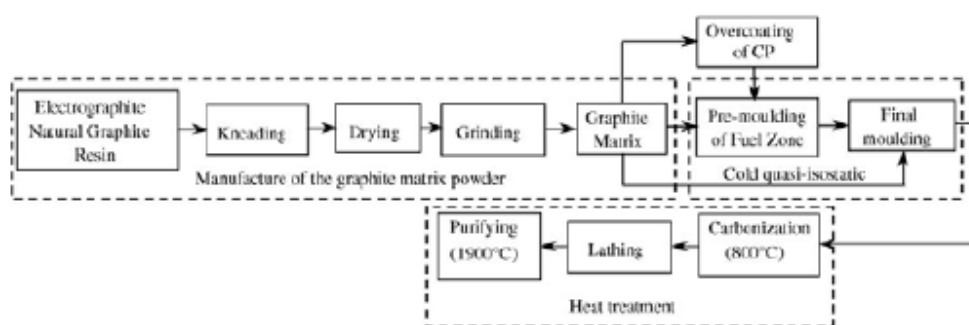 Overcoating
of CP
Electrographite
Natural Graphite
Resin
Kneading
Drying
Grinding
Graphite
Matrix
Pre-moulding
of Fuel Zone
Final
moulding
Manufacture of the graphite matrix powder
Cold quasi-isostatic
Purifying
(1900°C)
Lathing
Carbonization
(800°C)
Heat treatment